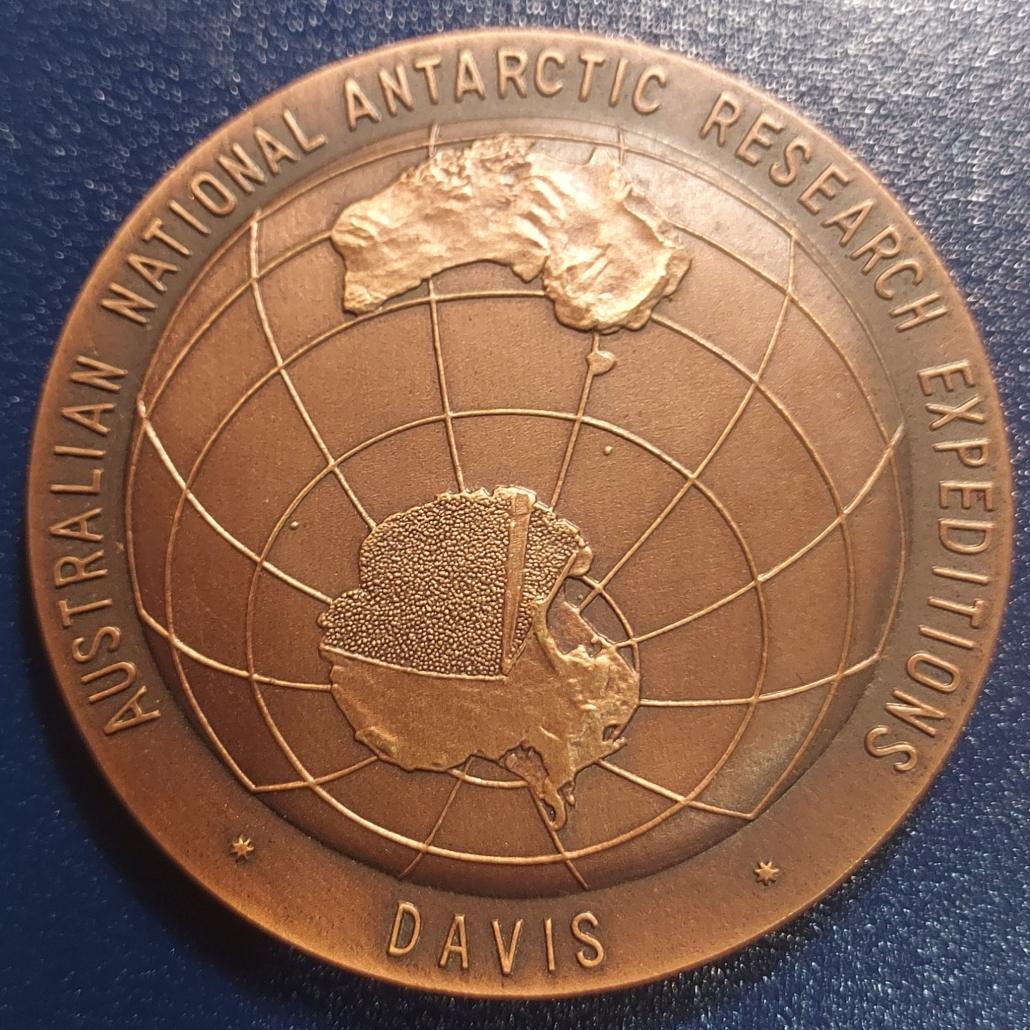 AUSTRALIAN NATIONAL ANTARCTIC RESEARCH EXPEDITIONS
DAVIS